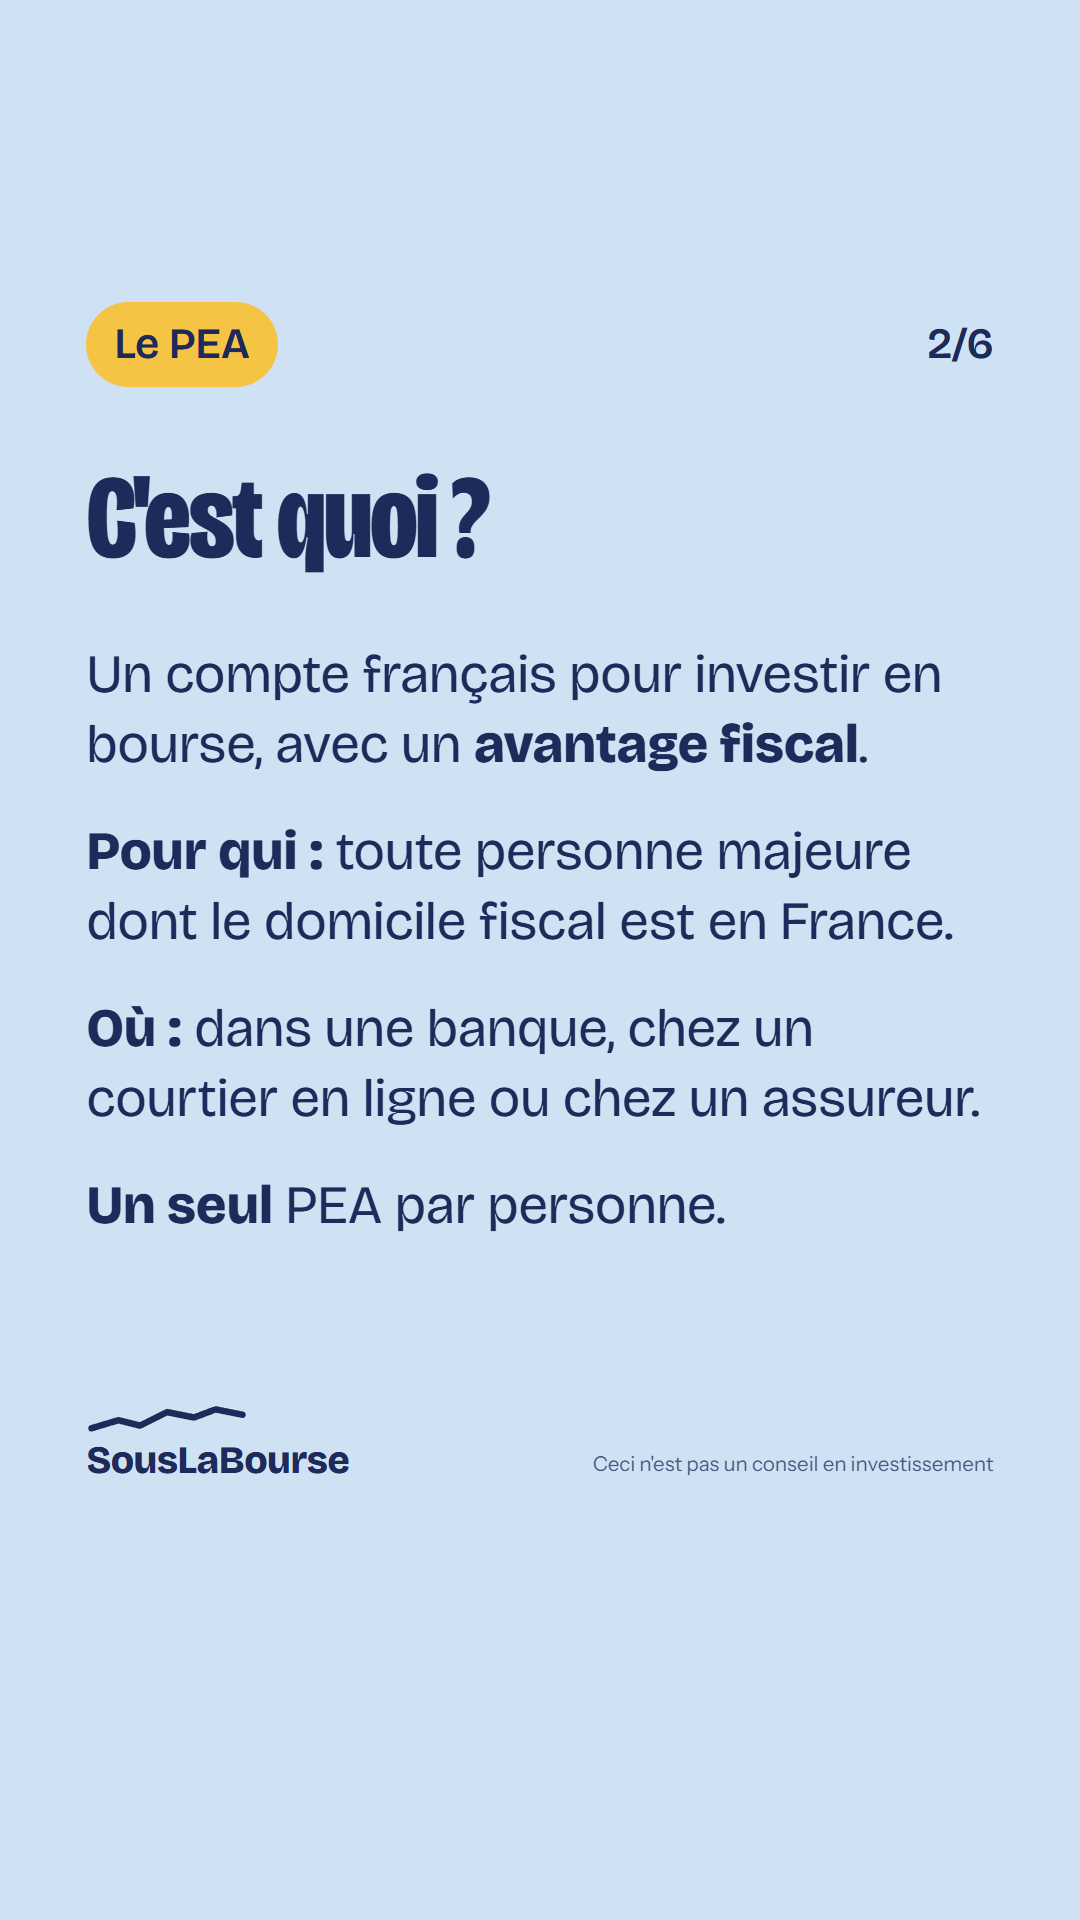 Le PEA
2/6
C'est quoi ?
Un compte français pour investir en
bourse, avec un avantage fiscal.
Pour qui : toute personne majeure
dont le domicile fiscal est en France.
Où : dans une banque, chez un
courtier en ligne ou chez un assureur.
Un seul PEA par personne.
SousLaBourse
Ceci n'est pas un conseil en investissement